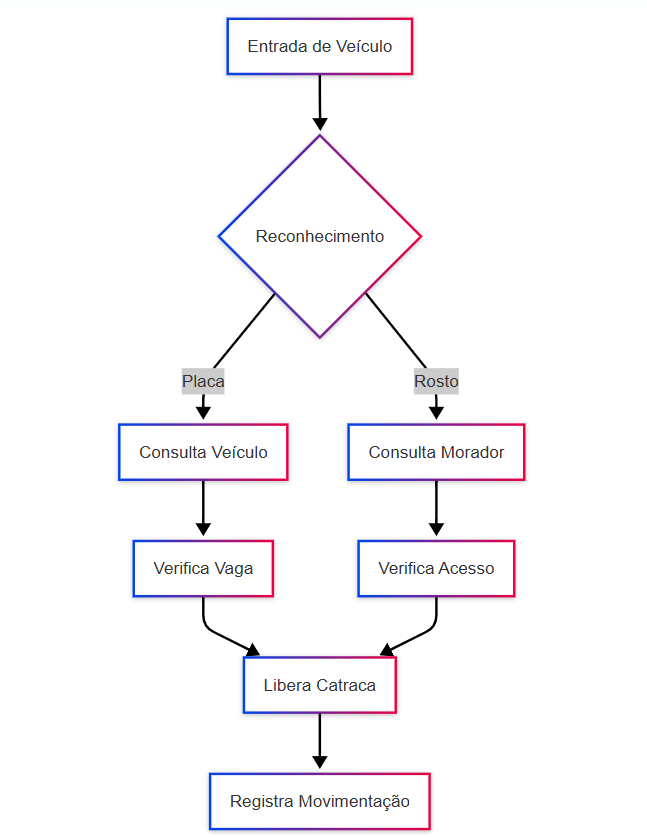 Entrada de Veículo
Reconhecimento
Placa
Rosto
Consulta Veículo
Consulta Morador
Verifica Vaga
Verifica Acesso
Libera Catraca
Registra Movimentação